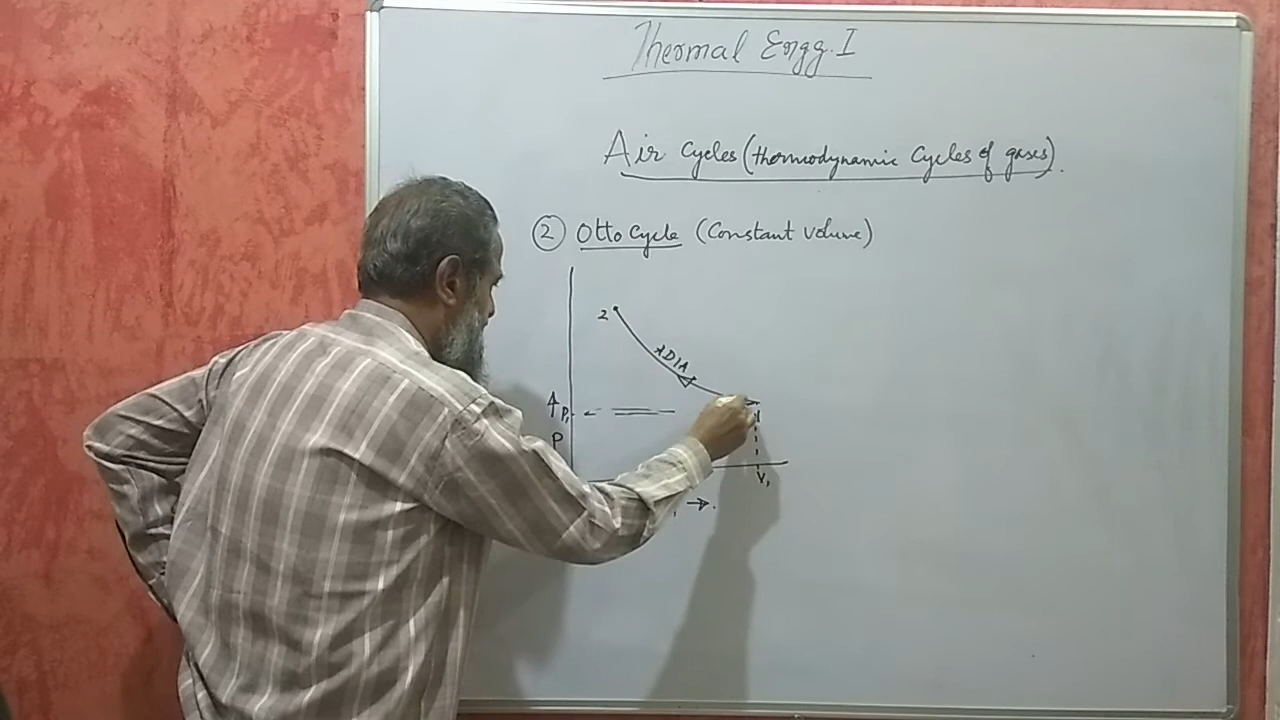 Thermal Engg. I
Air Cycles (thermodynamic Cycles of gases).
② Otto Cycle (Constant volume)
2
ADIA
P₁
P
V₁